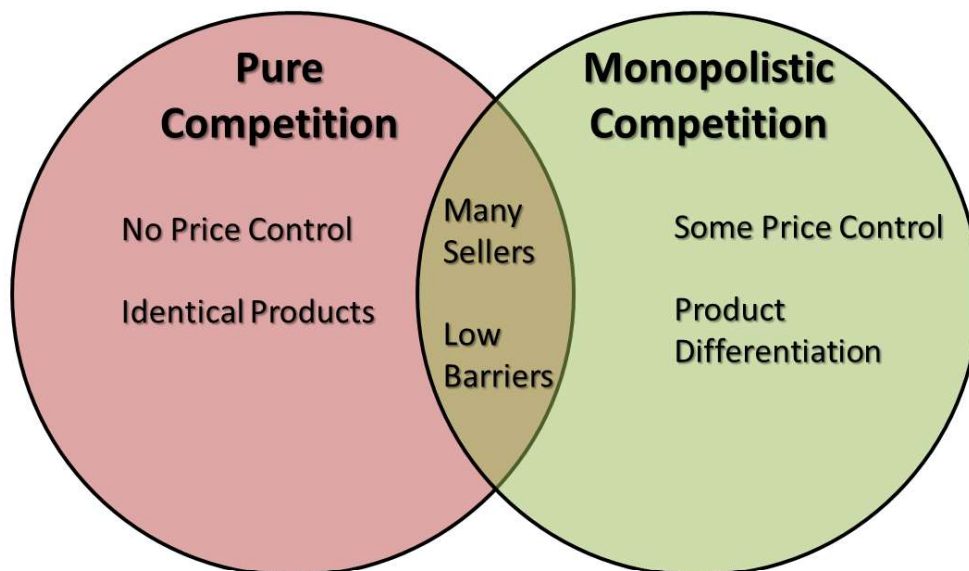 Pure
Competition
No Price Control
Identical Products
Many
Sellers
Low
Barriers
Monopolistic
Competition
Some Price Control
Product
Differentiation